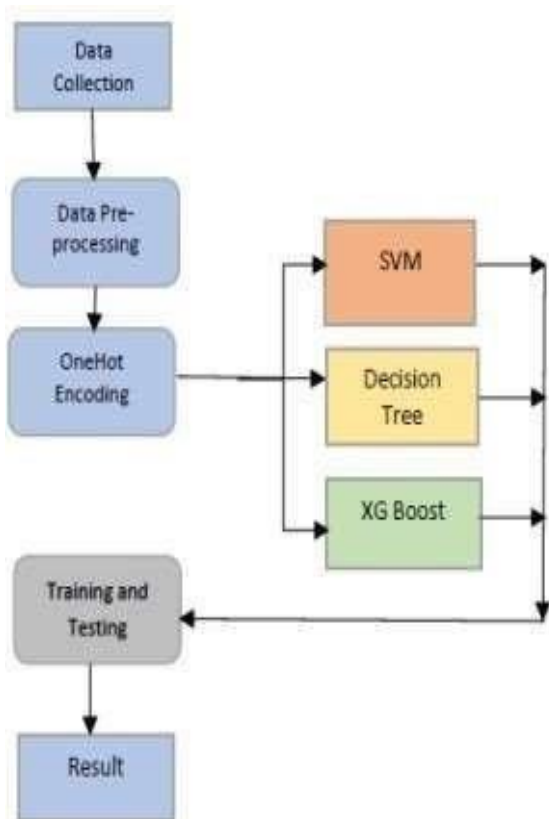 Data
Collection
Data Pre-
processing
OneHot
Encoding
SVM
Decision
Tree
XG Boost
Training and
Testing
Result